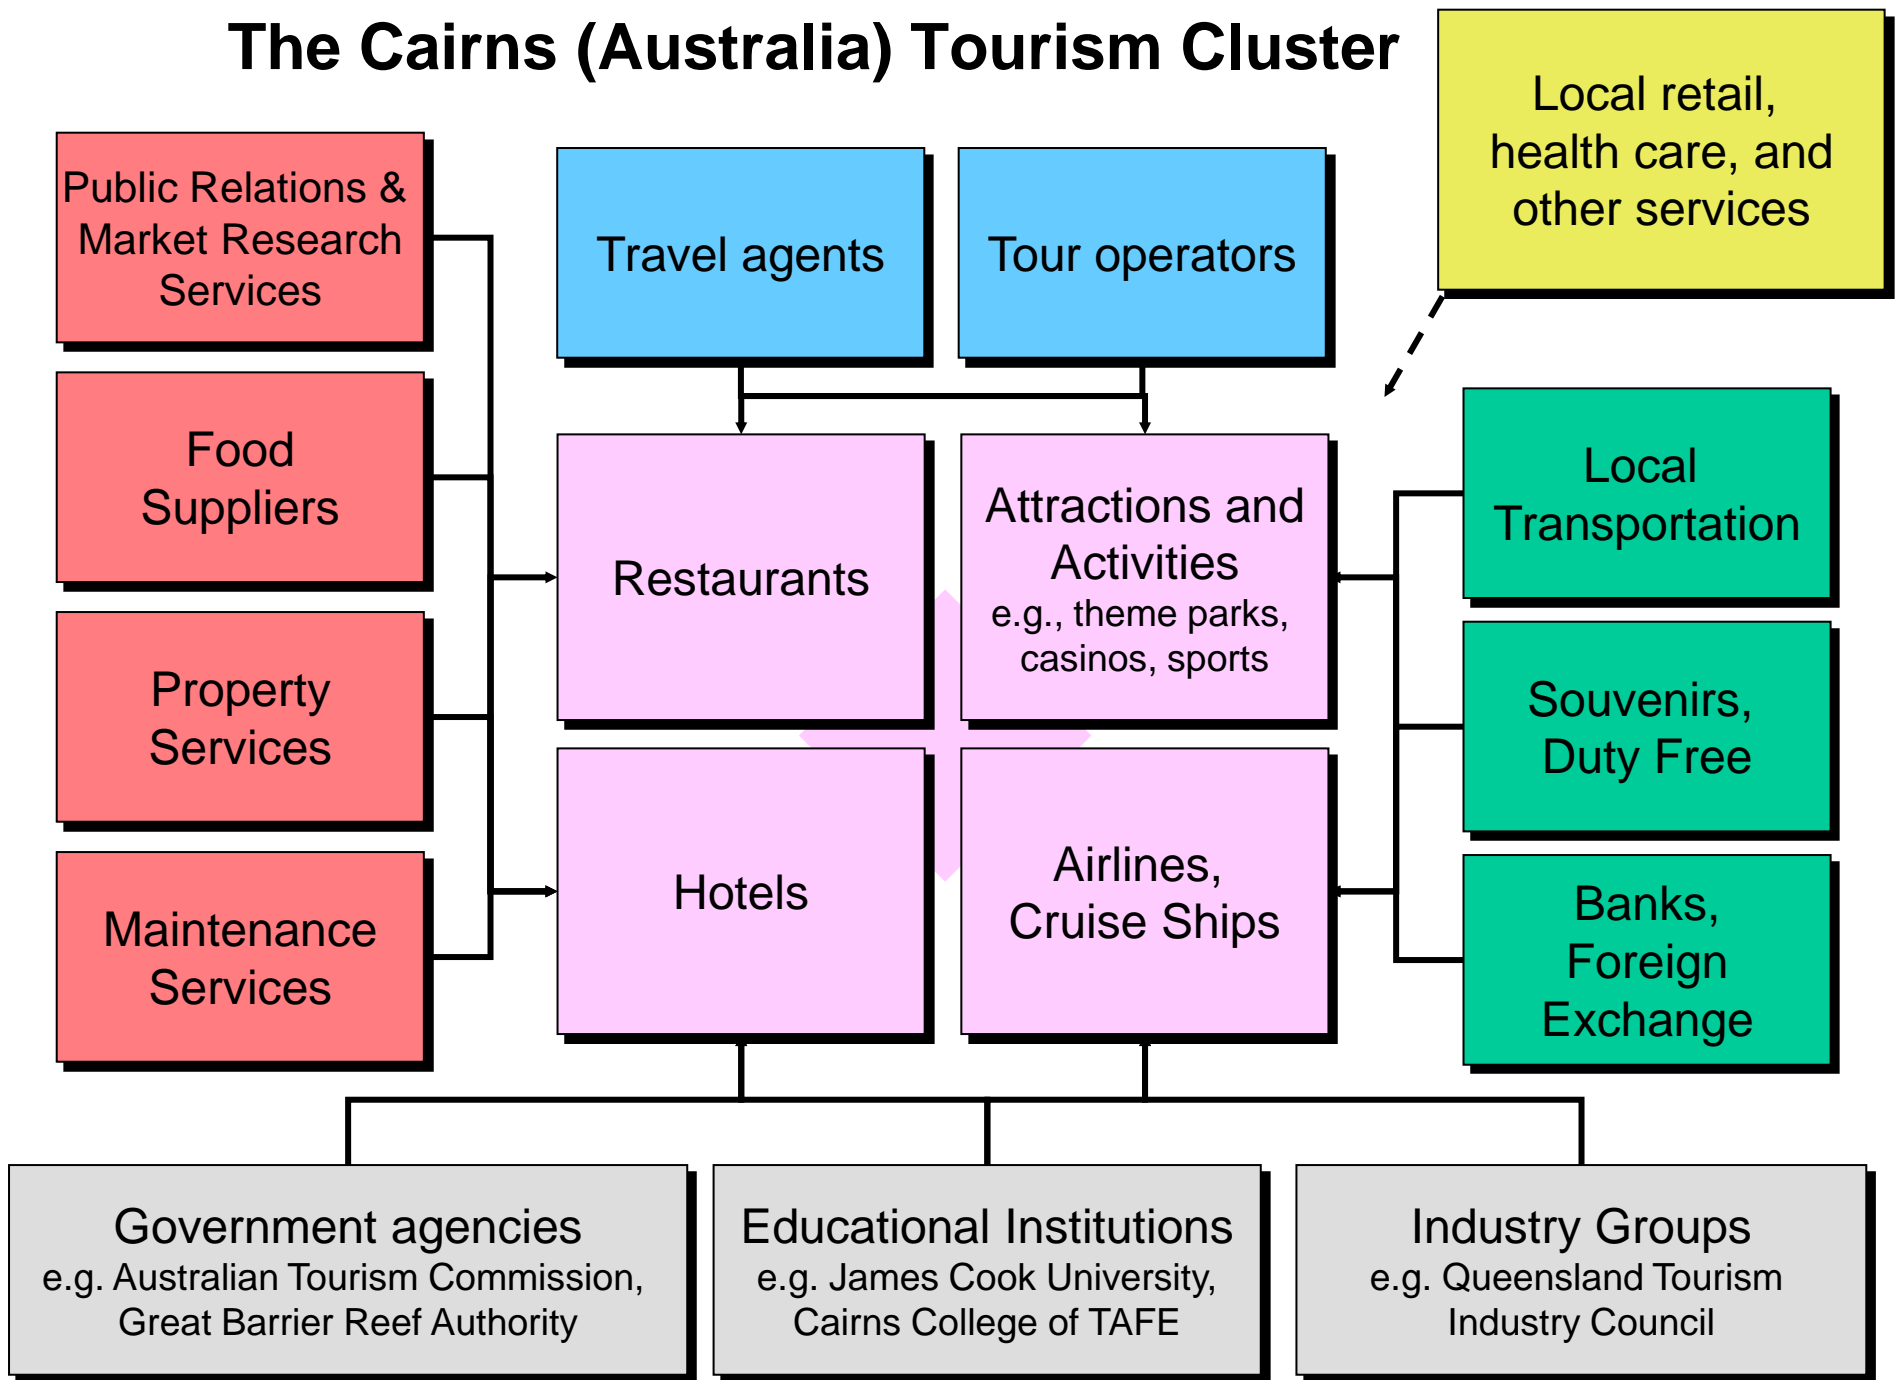 The Cairns (Australia) Tourism Cluster
Local retail,
health care, and
other services
Public Relations &
Market Research
Services
Travel agents
Tour operators
Food
Suppliers
Restaurants
Attractions and
Activities
e.g., theme parks,
casinos, sports
Local
Transportation
Property
Services
Souvenirs,
Duty Free
Maintenance
Services
Hotels
Airlines,
Cruise Ships
Banks,
Foreign
Exchange
Government agencies
e.g. Australian Tourism Commission,
Great Barrier Reef Authority
Educational Institutions
e.g. James Cook University,
Cairns College of TAFE
Industry Groups
e.g. Queensland Tourism
Industry Council